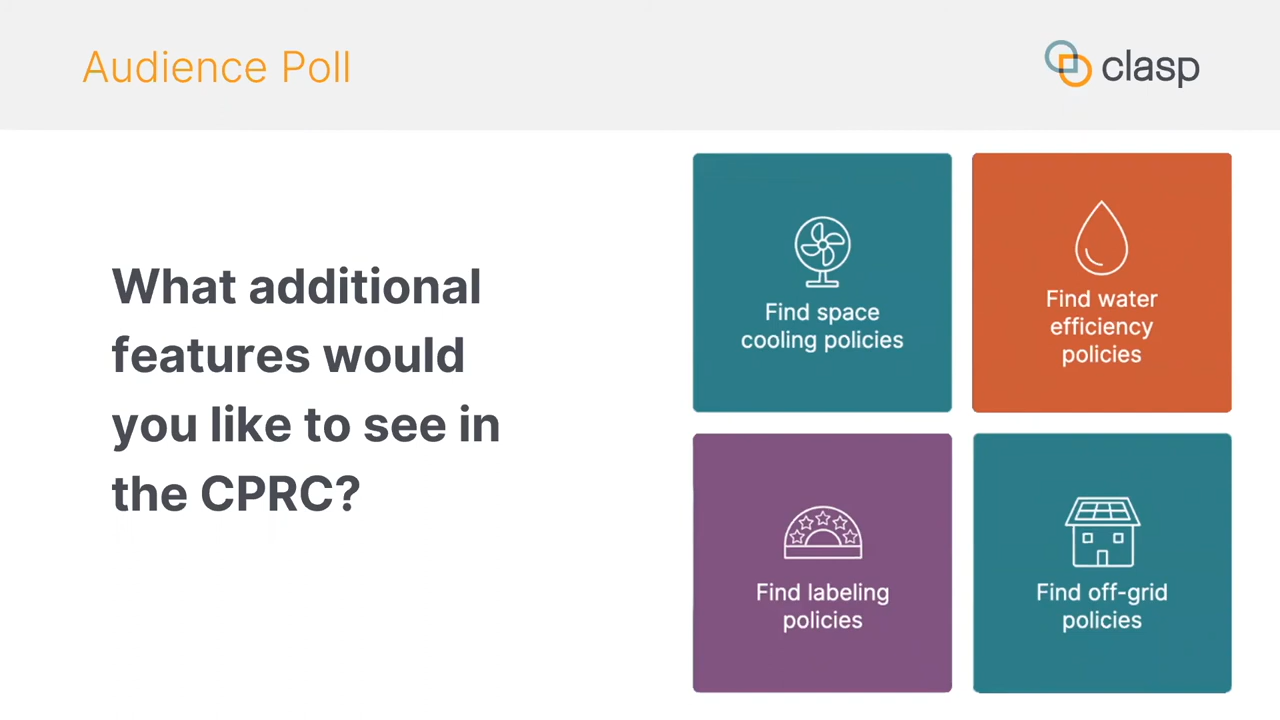 Audience Poll
clasp
What additional
features would
you like to see in
the CPRC?
Find space
cooling policies
Find water
efficiency
policies
Find labeling
policies
Find off-grid
policies